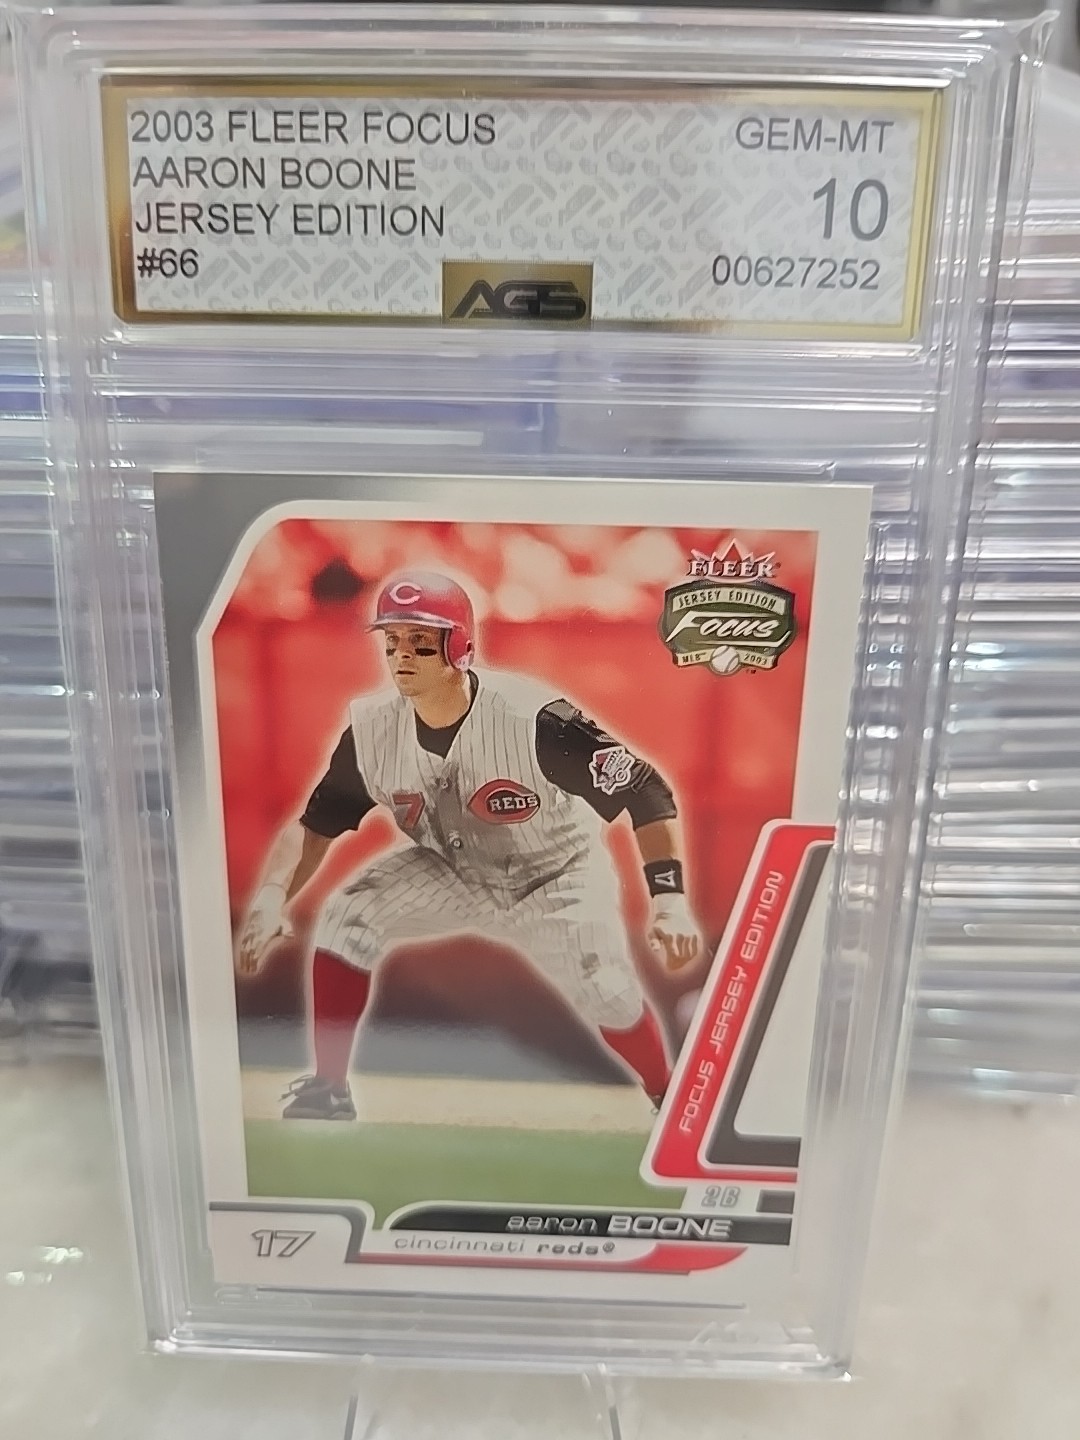 2003 FLEER FOCUS
AARON BOONE
JERSEY EDITION
#66
GEM-MT
10
00627252
AGS
C
FLEER
JERSEY EDITION
Focus
MLB 2003
7
REDS
FOCUS JERSEY EDITION
2B
17
aaron BOONE
cincinnati reds®